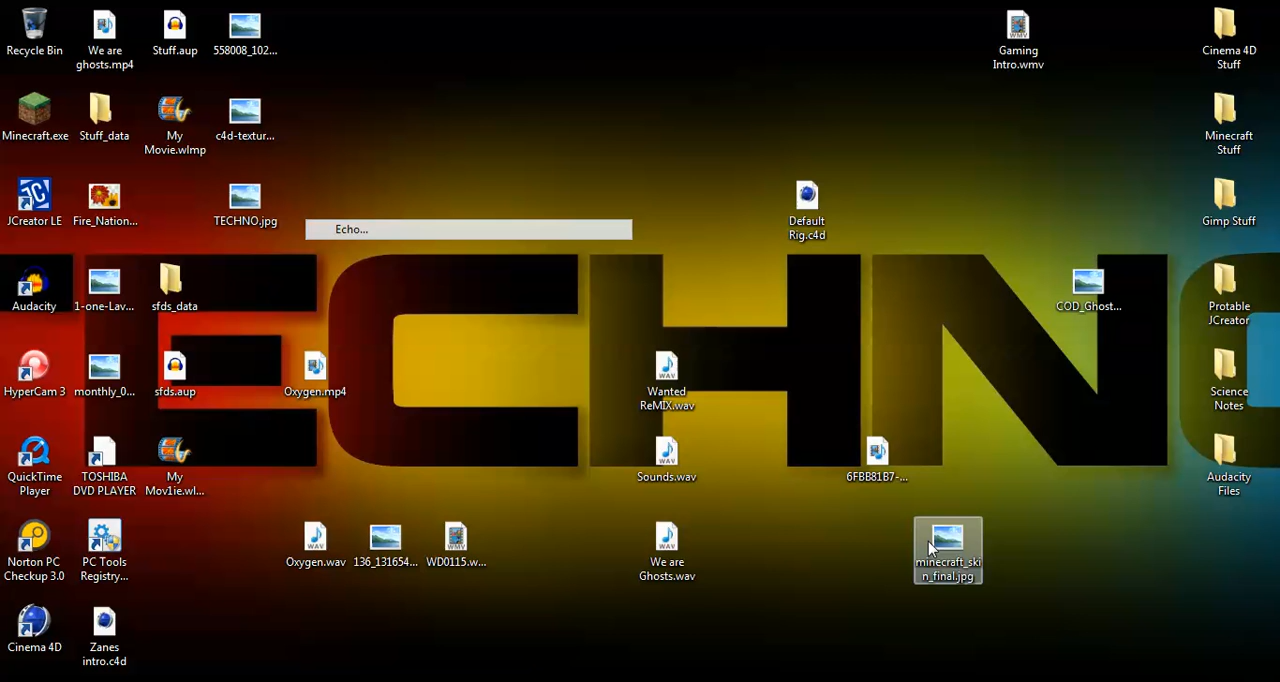 Recycle Bin
We are
ghosts.mp4
Stuff.aup
558008_102...
Gaming
Intro.wmv
Cinema 4D
Stuff
Minecraft.exe
Stuff_data
My
Movie.wlmp
c4d-textur...
Minecraft
Stuff
JCreator LE
Fire_Nation...
TECHNO.jpg
Echo...
Default
Rig.c4d
Gimp Stuff
ECHNO
Audacity
1-one-Lav...
sfds_data
COD_Ghost...
Protable
JCreator
HyperCam 3
monthly_0...
sfds.aup
Oxygen.mp4
Wanted
ReMIX.wav
Science
Notes
QuickTime
Player
TOSHIBA
DVD PLAYER
My
Mov1ie.wl...
Sounds.wav
6FBB81B7-...
Audacity
Files
Norton PC
Checkup 3.0
PC Tools
Registry...
Oxygen.wav
136_131654...
WD0115.w...
We are
Ghosts.wav
minecraft_ski
n_final.jpg
Cinema 4D
Zanes
intro.c4d